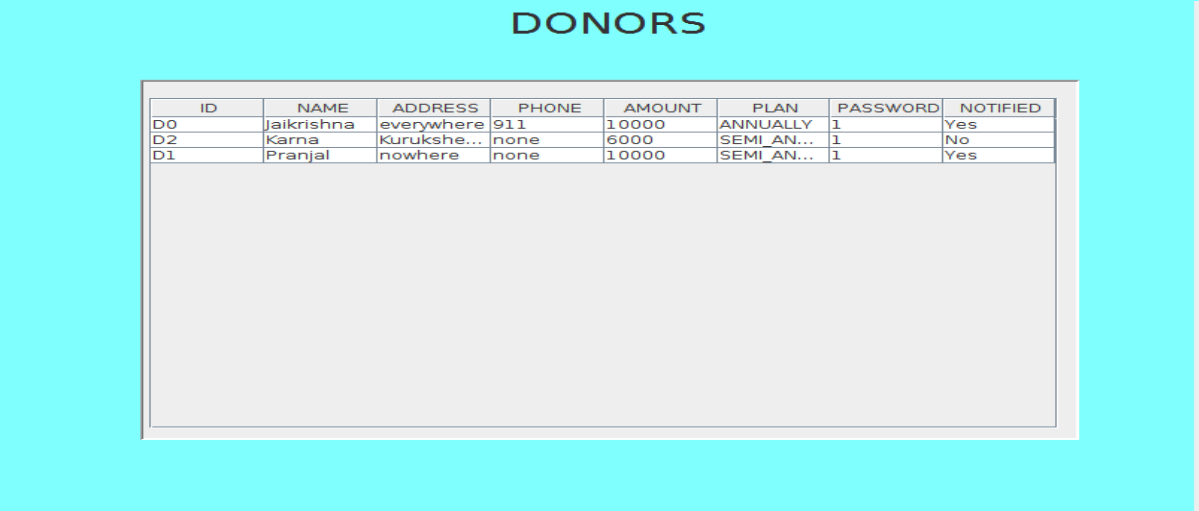 DONORS
ID NAME ADDRESS PHONE AMOUNT PLAN PASSWORD NOTIFIED
D0 Jaikrishna everywhere 911 10000 ANNUALLY 1 Yes
D2 Karna Kurukshe... none 6000 SEMI_AN... 1 No
D1 Pranjal nowhere none 10000 SEMI_AN... 1 Yes